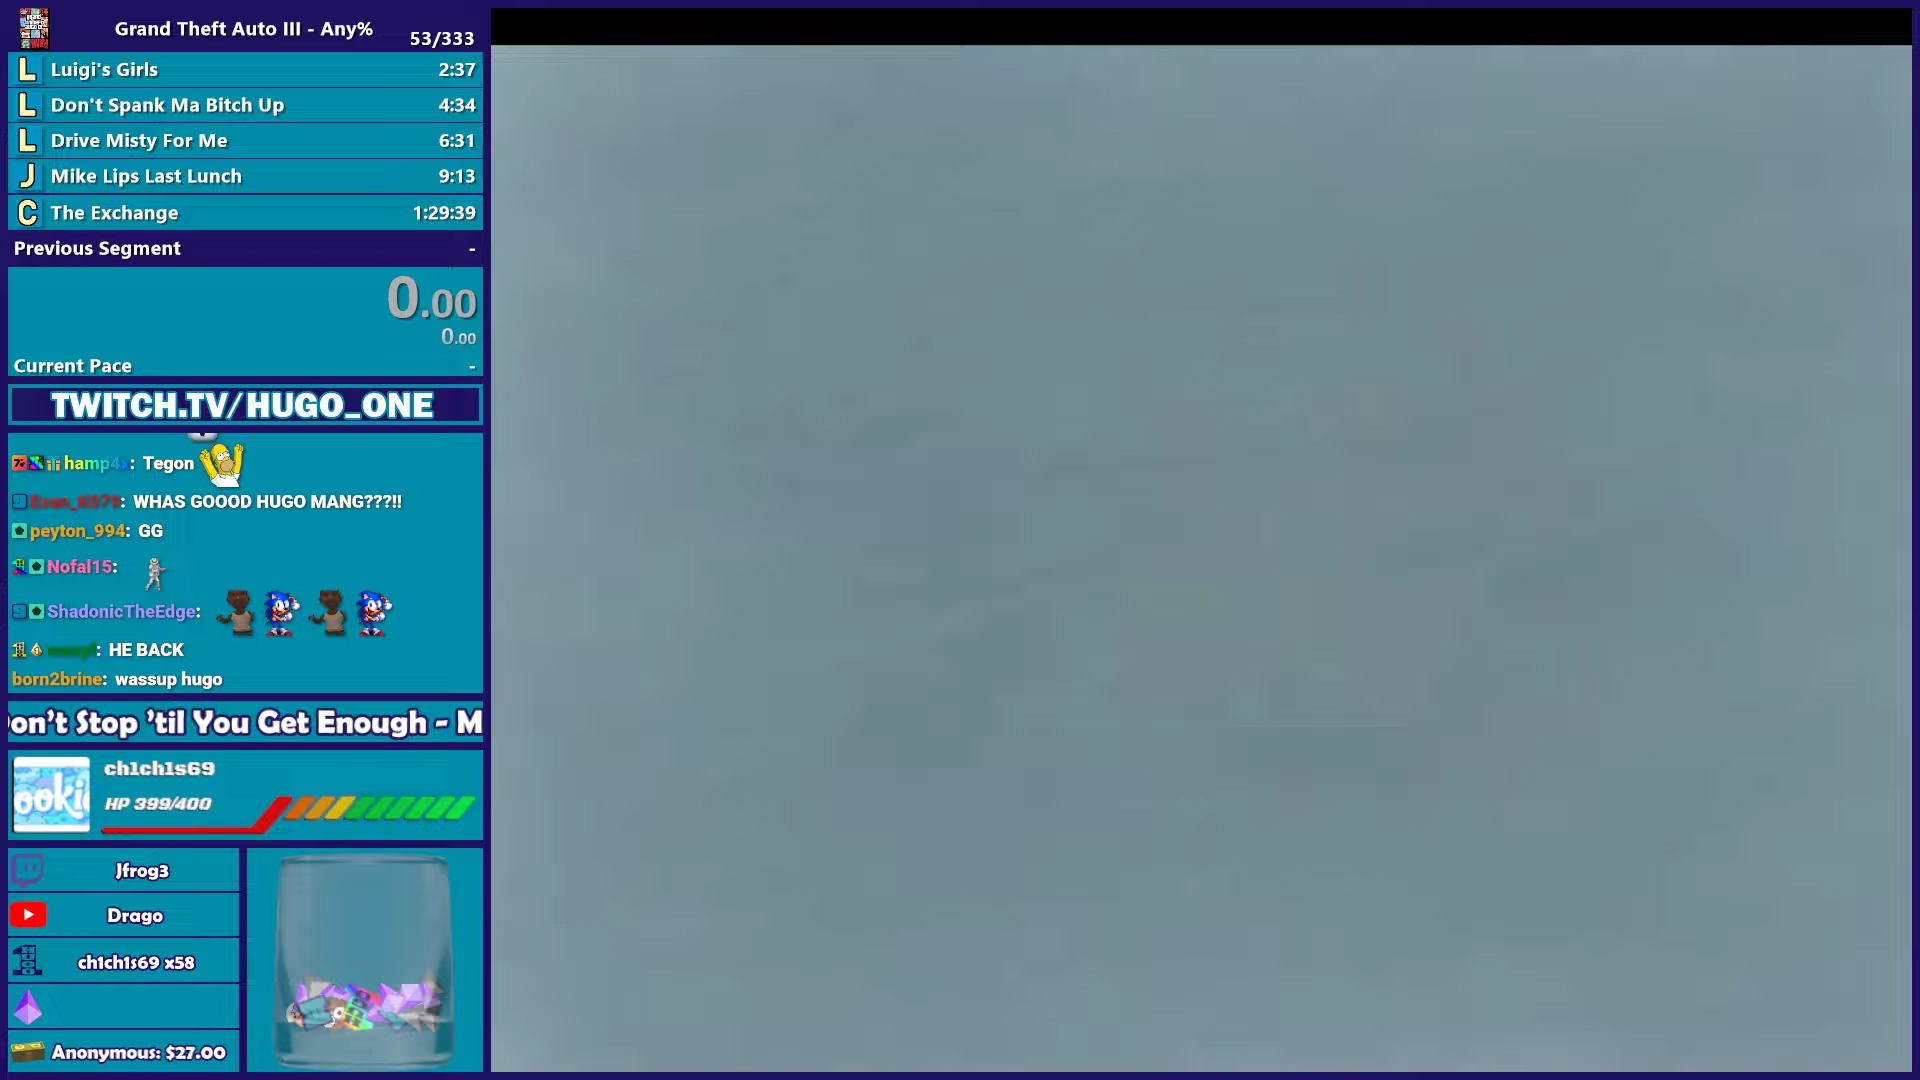 Grand Theft Auto III - Any%
53/333
L Luigi's Girls 2:37
L Don't Spank Ma Bitch Up 4:34
L Drive Misty For Me 6:31
J Mike Lips Last Lunch 9:13
C The Exchange 1:29:39
Previous Segment -
0.00
0.00
Current Pace -
TWITCH.TV/HUGO_ONE
hamp4x: Tegon
Evan_K079: WHAS GOOOD HUGO MANG???!!
peyton_994: GG
Nofal15:
ShadonicTheEdge:
: HE BACK
born2brine: wassup hugo
on't Stop 'til You Get Enough - M
ookie
ch1ch1s69
HP 399/400
Jfrog3
Drago
ch1ch1s69 x58
Anonymous: $27.00